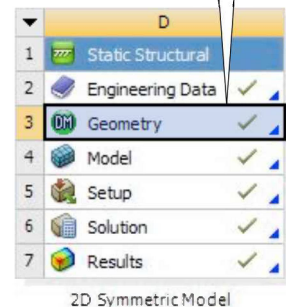 D
1 Static Structural
2 Engineering Data
3 DM Geometry
4 Model
5 Setup
6 Solution
7 Results
2D Symmetric Model